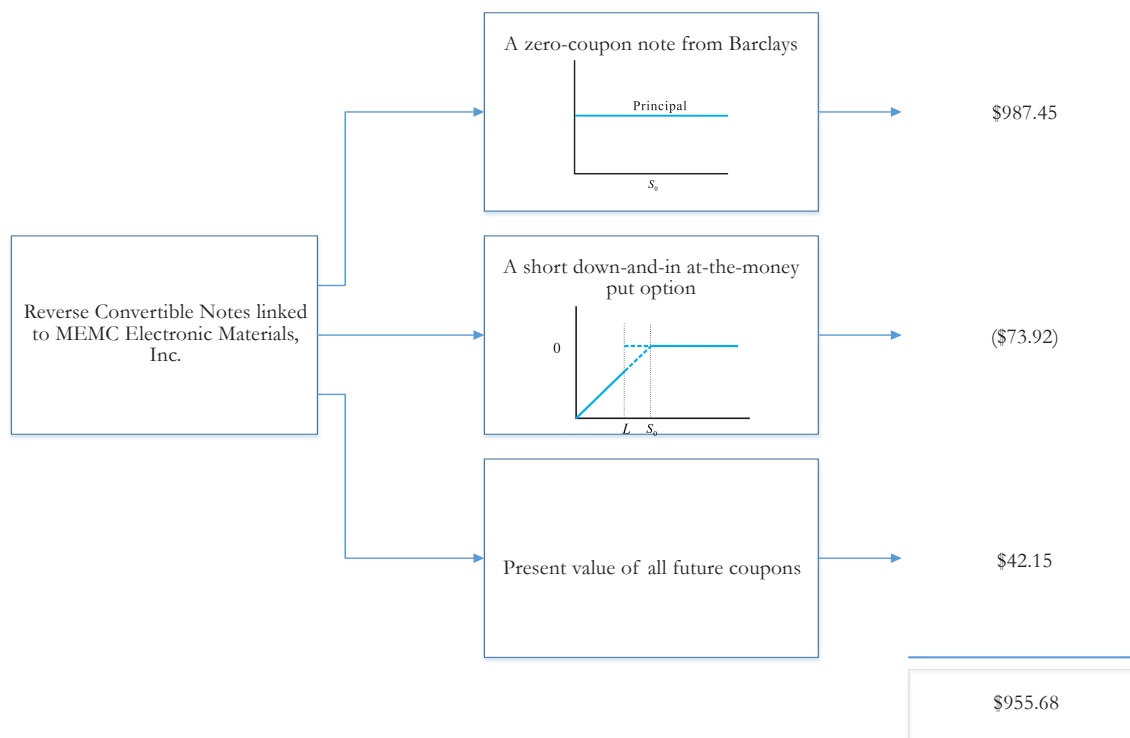 A zero-coupon note from Barclays
Principal
S₀
$987.45
Reverse Convertible Notes linked
to MEMC Electronic Materials,
Inc.
A short down-and-in at-the-money
put option
0
L S₀
($73.92)
Present value of all future coupons
$42.15
$955.68